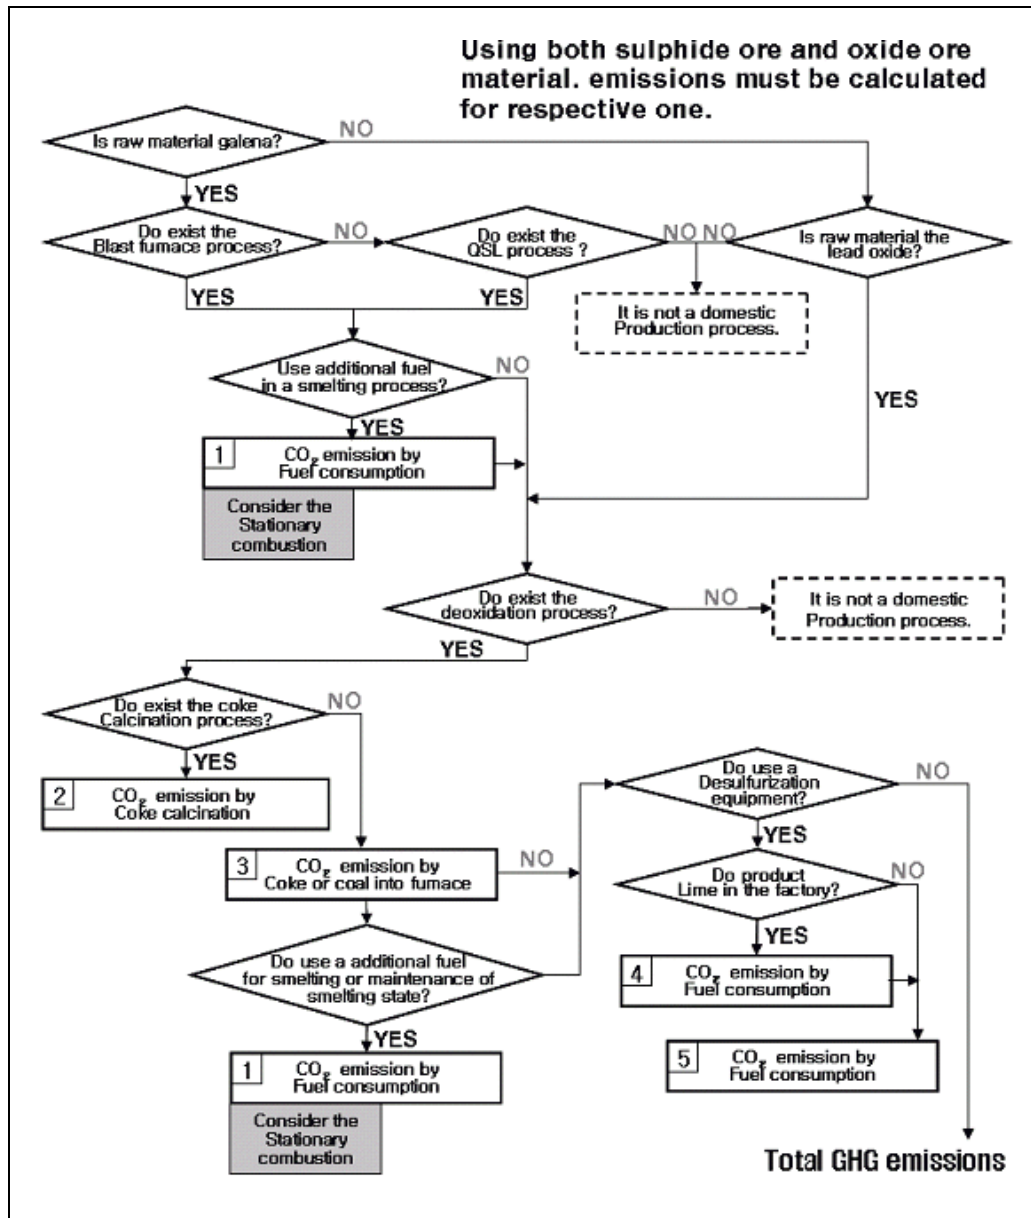 Using both sulphide ore and oxide ore
material. emissions must be calculated
for respective one.
NO
Is raw material galena?
YES
Do exist the
Blast furnace process?
NO
Do exist the
QSL process ?
NO NO
Is raw material the
lead oxide?
YES
YES
It is not a domestic
Production process.
Use additional fuel
in a smelting process?
NO
YES
YES
1
CO₂ emission by
Fuel consumption
Consider the
Stationary
combustion
Do exist the
deoxidation process?
NO
It is not a domestic
Production process.
YES
Do exist the coke
Calcination process?
NO
YES
2
CO₂ emission by
Coke calcination
Do use a
Desulfurization
equipment?
NO
YES
3
CO₂ emission by
Coke or coal into furnace
NO
Do product
Lime in the factory?
NO
YES
Do use a additional fuel
for smelting or maintenance of
smelting state?
4
CO₂ emission by
Fuel consumption
YES
1
CO₂ emission by
Fuel consumption
5
CO₂ emission by
Fuel consumption
Consider the
Stationary
combustion
Total GHG emissions